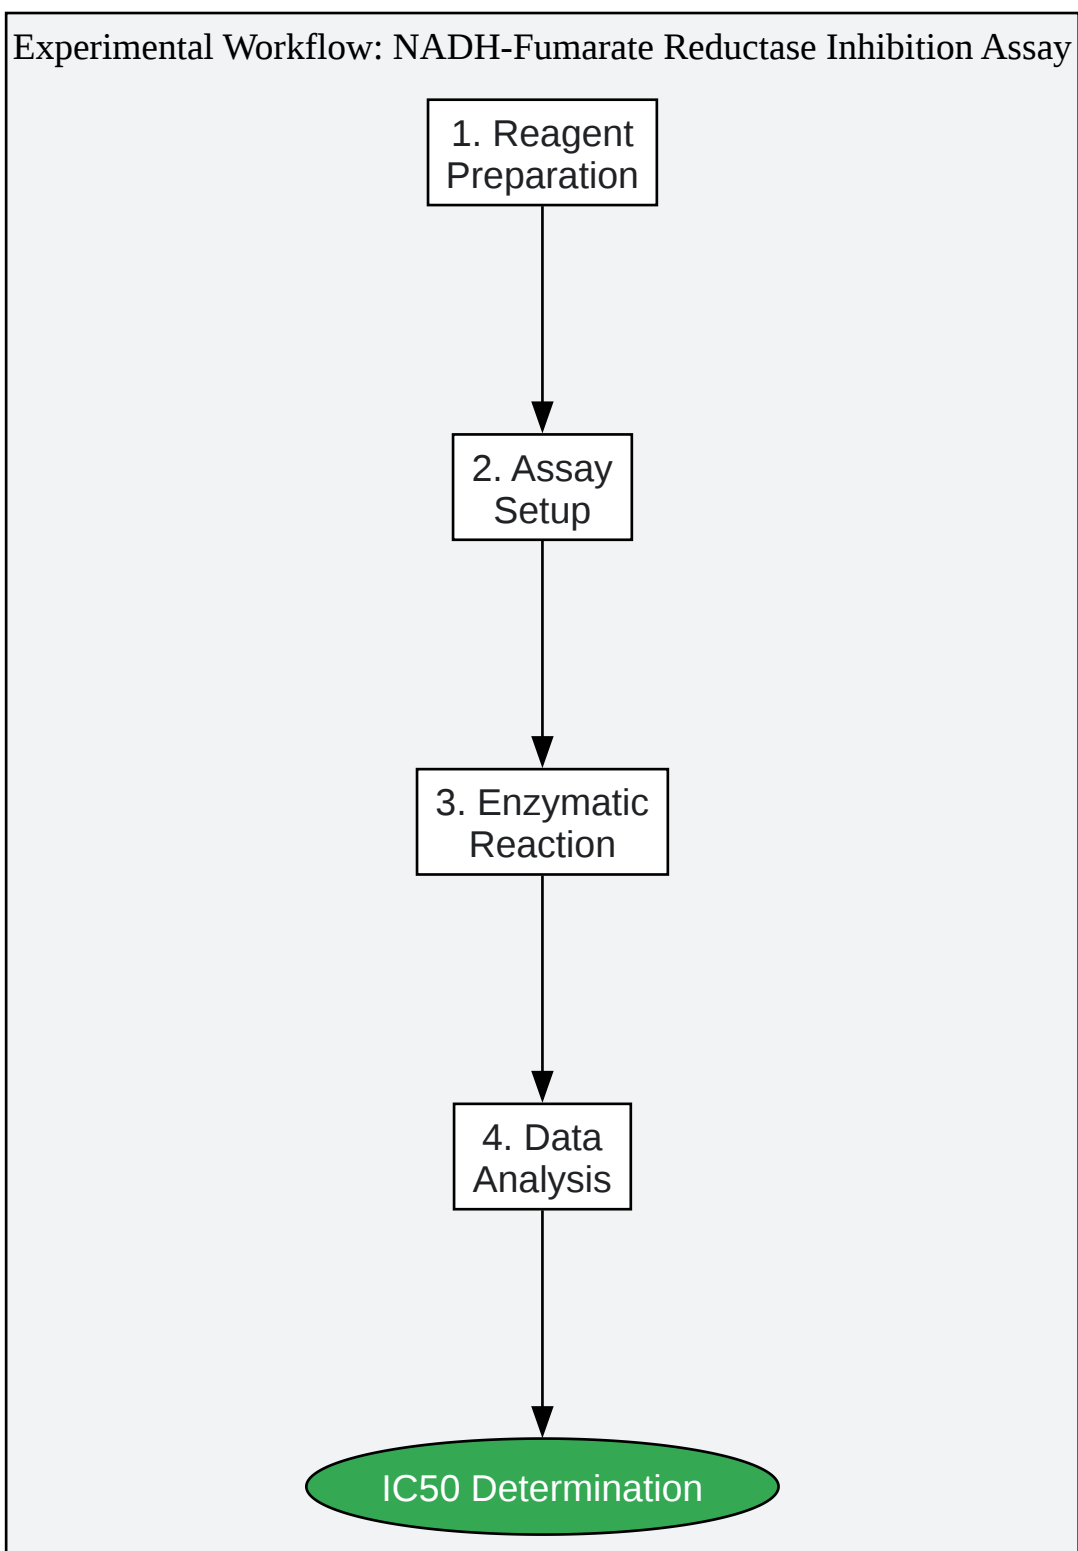 Experimental Workflow: NADH-Fumarate Reductase Inhibition Assay
1. Reagent
Preparation
2. Assay
Setup
3. Enzymatic
Reaction
4. Data
Analysis
IC50 Determination